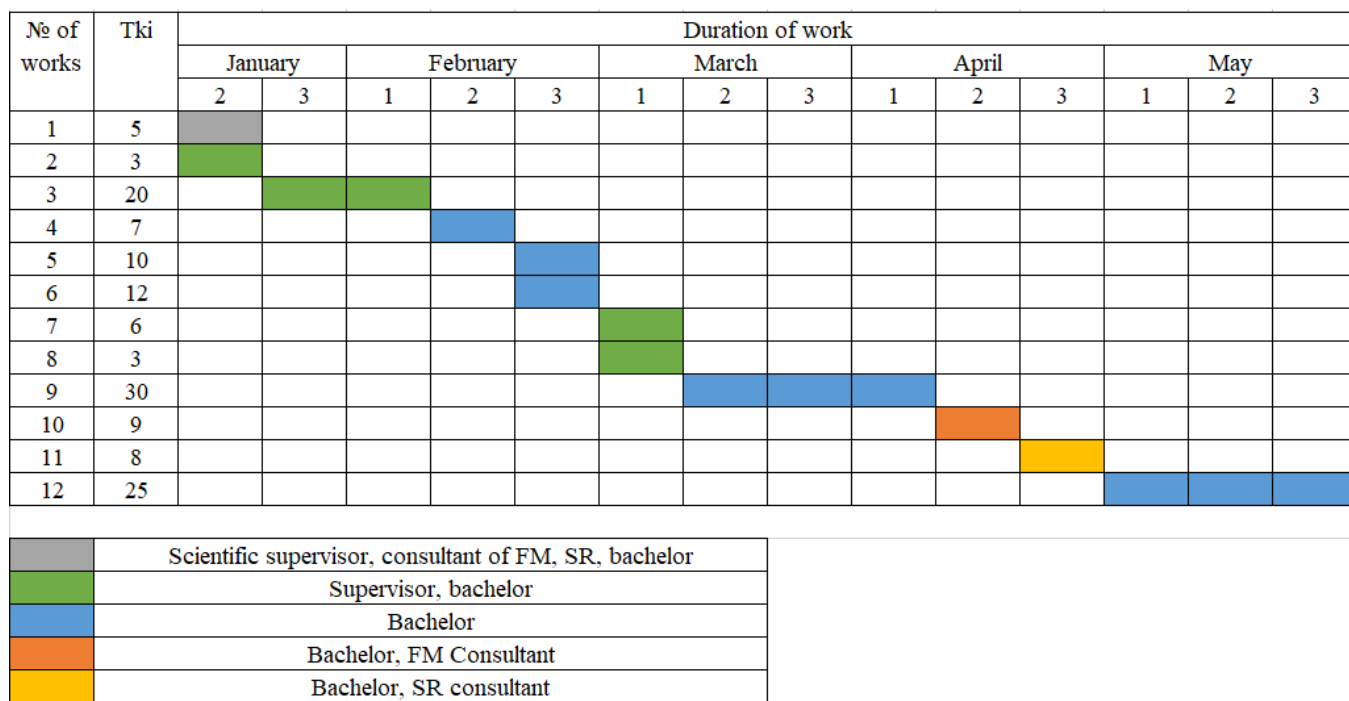 № of works Tki Duration of work
January February March April May
2 3 1 2 3 1 2 3 1 2 3 1 2 3
1 5
2 3
3 20
4 7
5 10
6 12
7 6
8 3
9 30
10 9
11 8
12 25
Scientific supervisor, consultant of FM, SR, bachelor
Supervisor, bachelor
Bachelor
Bachelor, FM Consultant
Bachelor, SR consultant